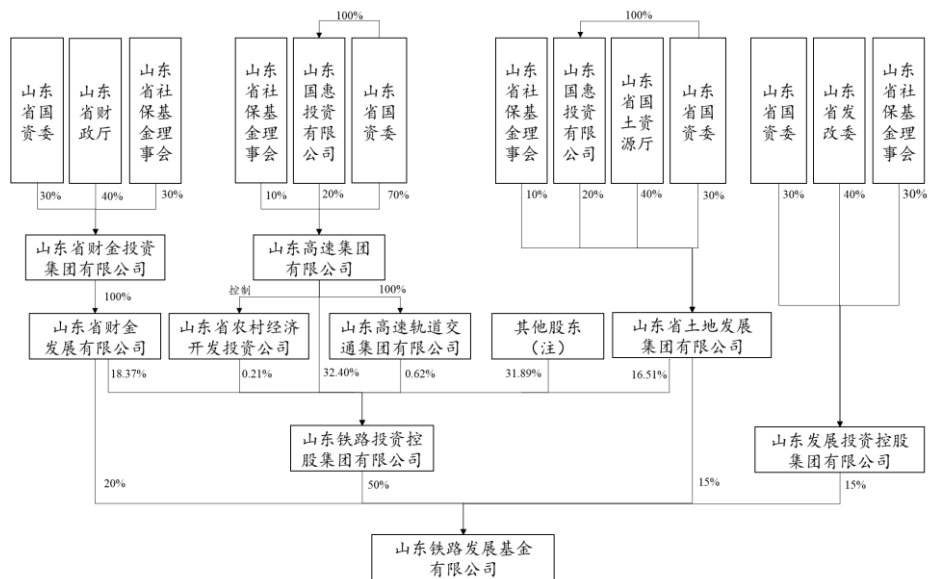 100%
100%
山东省国资委
山东省财政厅
山东省社保基金理事会
山东省社保基金理事会
山东国惠投资有限公司
山东省国资委
山东省社保基金理事会
山东国惠投资有限公司
山东省国土资源厅
山东省国资委
山东省国资委
山东省发改委
山东省社保基金理事会
30%
40%
30%
10%
20%
70%
10%
20%
40%
30%
30%
40%
30%
山东省财金投资
集团有限公司
山东高速集团
有限公司
100%
控制
100%
山东省财金
发展有限公司
山东省农村经济
开发投资公司
山东高速轨道交
通集团有限公司
其他股东
（注）
山东省土地发展
集团有限公司
18.37%
0.21%
32.40%
0.62%
31.89%
16.51%
山东铁路投资控
股集团有限公司
山东发展投资控股
集团有限公司
20%
50%
15%
15%
山东铁路发展基金
有限公司